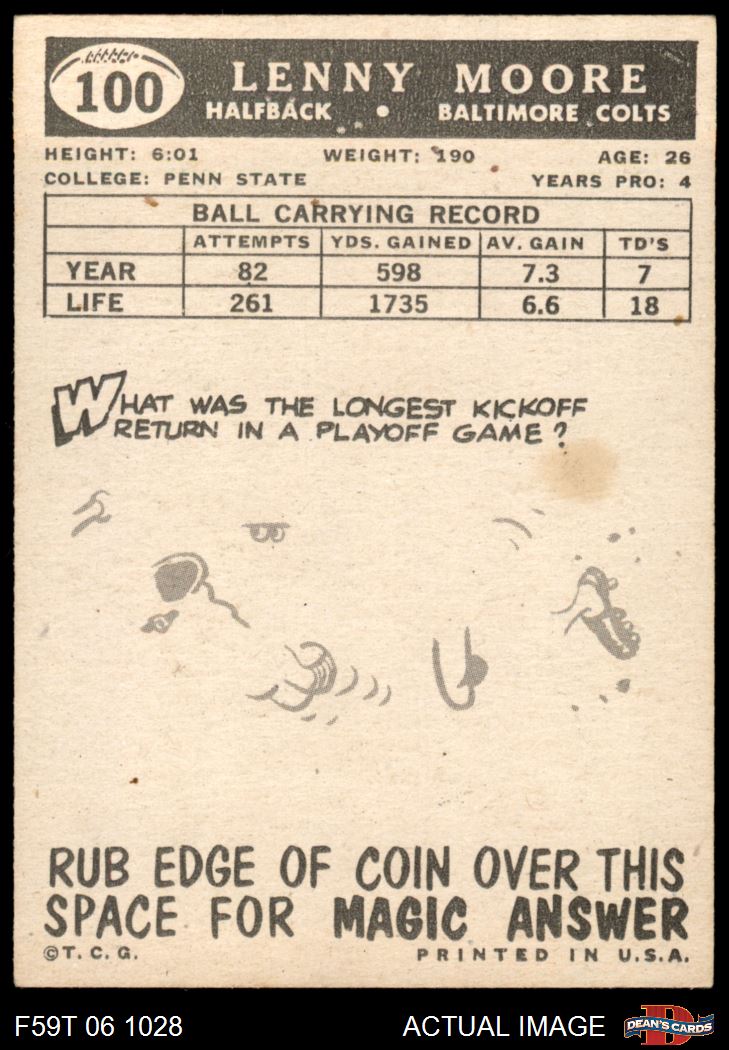 100
LENNY MOORE
HALFBACK • BALTIMORE COLTS
HEIGHT: 6:01 WEIGHT: 190 AGE: 26
COLLEGE: PENN STATE YEARS PRO: 4
BALL CARRYING RECORD
ATTEMPTS YDS. GAINED AV. GAIN TD'S
YEAR 82 598 7.3 7
LIFE 261 1735 6.6 18
WHAT WAS THE LONGEST KICKOFF
RETURN IN A PLAYOFF GAME?
RUB EDGE OF COIN OVER THIS
SPACE FOR MAGIC ANSWER
©T. C. G. PRINTED IN U.S.A.
F59T 06 1028 ACTUAL IMAGE D DEAN'S CARDS